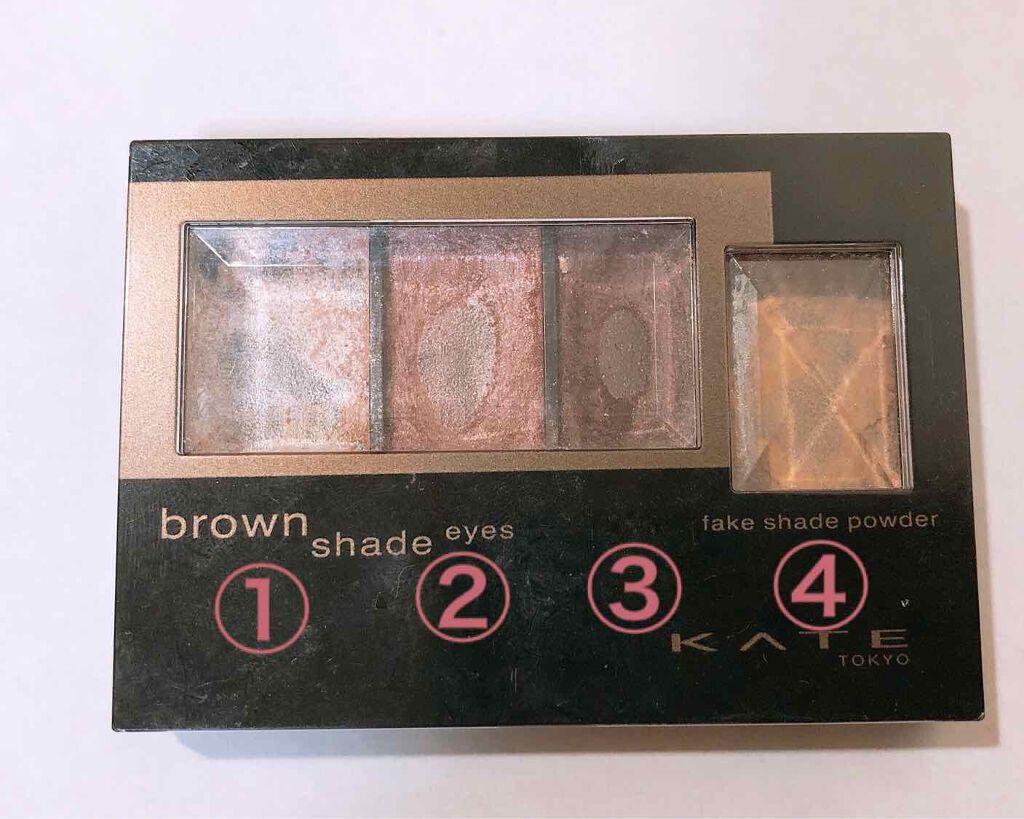 brown shade eyes
fake shade powder
① ② ③ ④
KATE
TOKYO